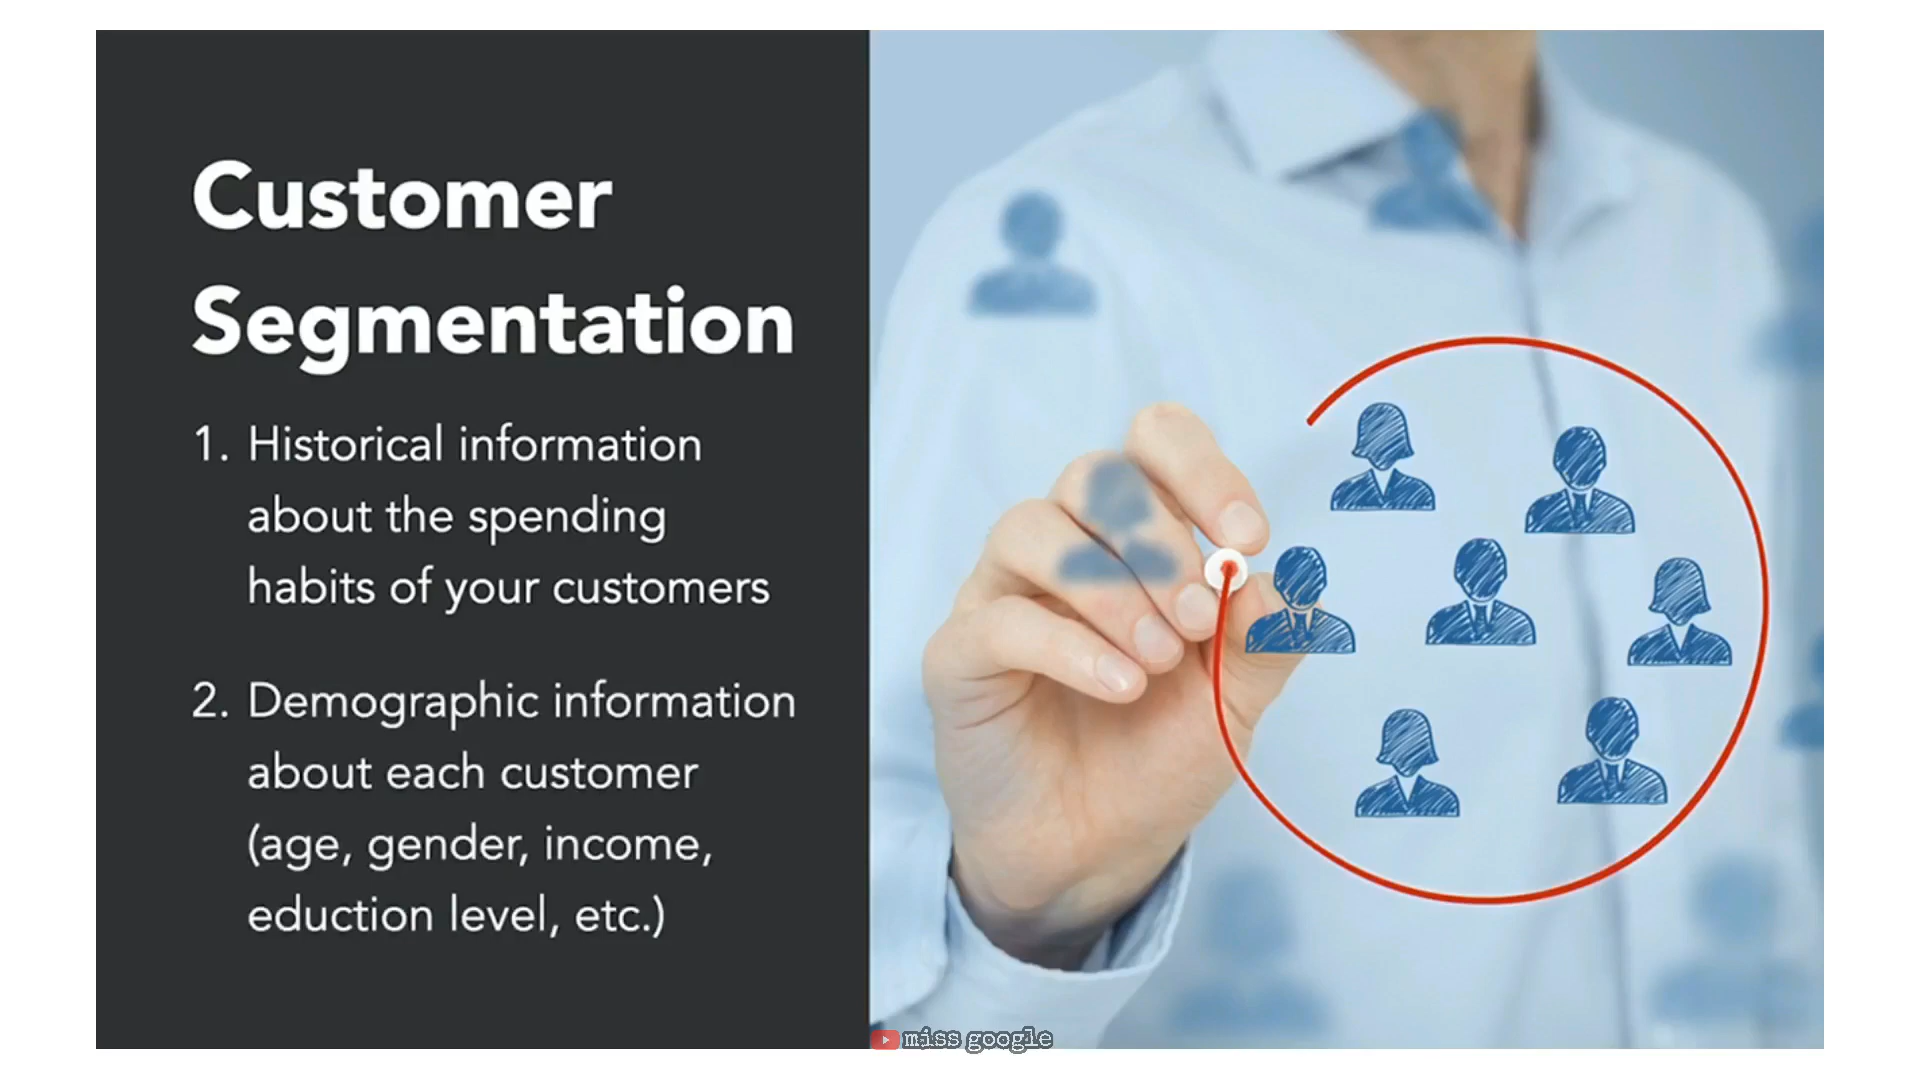 Customer
Segmentation
1. Historical information
about the spending
habits of your customers
2. Demographic information
about each customer
(age, gender, income,
eduction level, etc.)
miss google